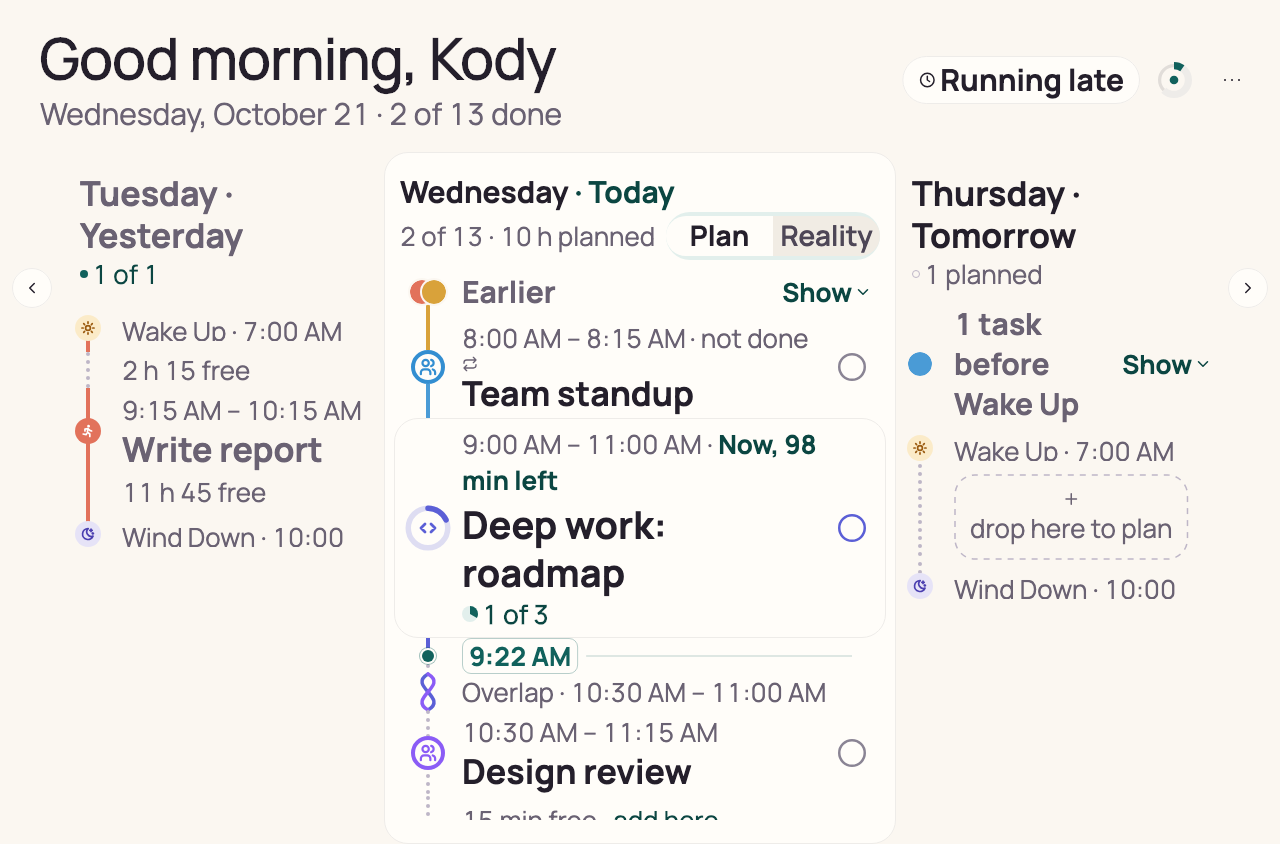 Good morning, Kody
Wednesday, October 21 · 2 of 13 done
Running late
Tuesday ·
Yesterday
1 of 1
Wake Up · 7:00 AM
2 h 15 free
9:15 AM – 10:15 AM
Write report
11 h 45 free
Wind Down · 10:00
Wednesday · Today
2 of 13 · 10 h planned
Plan
Reality
Earlier
Show
8:00 AM – 8:15 AM · not done
Team standup
9:00 AM – 11:00 AM · Now, 98
min left
Deep work:
roadmap
1 of 3
9:22 AM
Overlap · 10:30 AM – 11:00 AM
10:30 AM – 11:15 AM
Design review
15 min free · add here
Thursday ·
Tomorrow
1 planned
1 task
before
Wake Up
Show
Wake Up · 7:00 AM
+
drop here to plan
Wind Down · 10:00